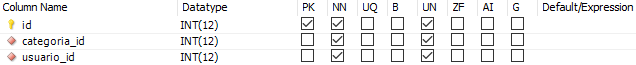 Column Name Datatype PK NN UQ B UN ZF AI G Default/Expression
id INT(12)
categoria_id INT(12)
usuario_id INT(12)